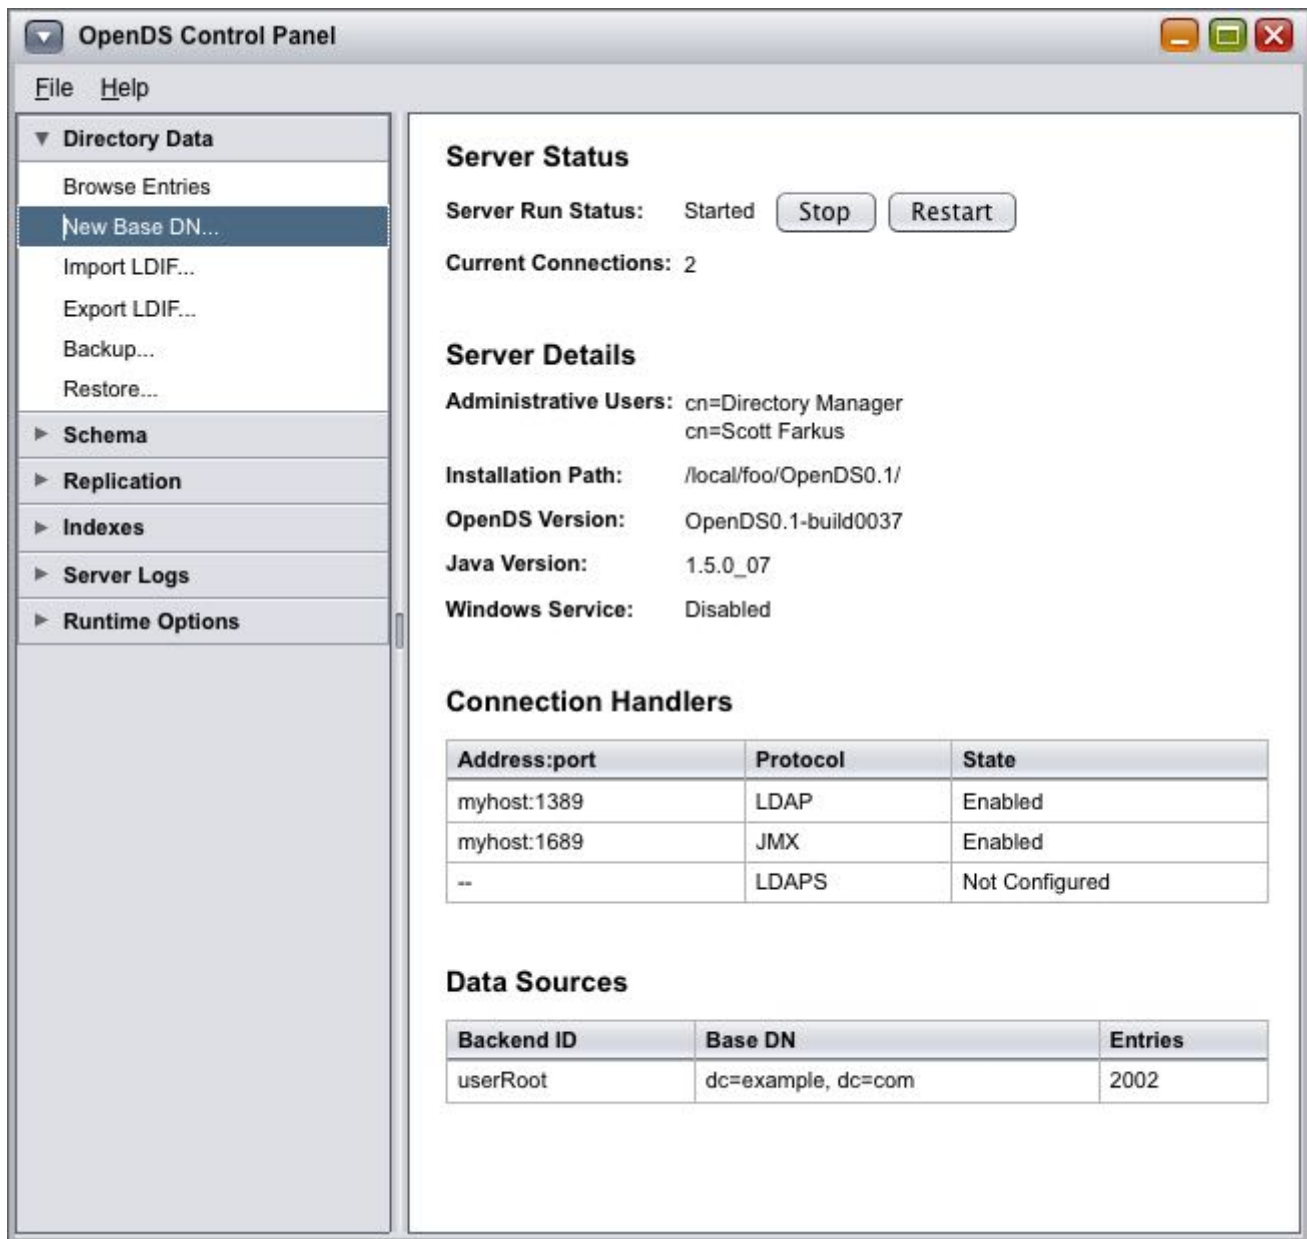 OpenDS Control Panel
File Help
Directory Data
Browse Entries
New Base DN...
Import LDIF...
Export LDIF...
Backup...
Restore...
Schema
Replication
Indexes
Server Logs
Runtime Options
Server Status
Server Run Status: Started Stop Restart
Current Connections: 2
Server Details
Administrative Users: cn=Directory Manager
cn=Scott Farkus
Installation Path: /local/foo/OpenDS0.1/
OpenDS Version: OpenDS0.1-build0037
Java Version: 1.5.0_07
Windows Service: Disabled
Connection Handlers
Address:port Protocol State
myhost:1389 LDAP Enabled
myhost:1689 JMX Enabled
-- LDAPS Not Configured
Data Sources
Backend ID Base DN Entries
userRoot dc=example, dc=com 2002